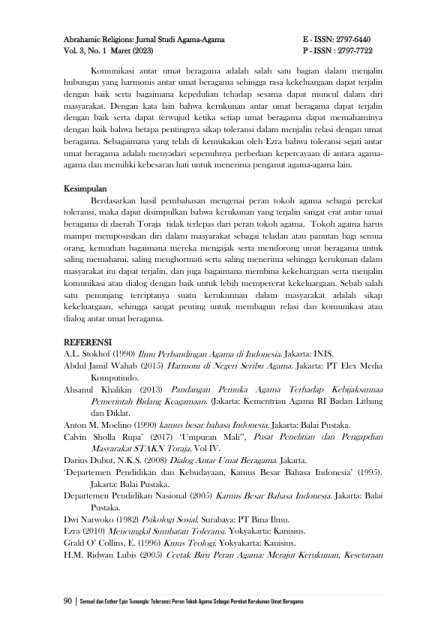 Abrahamic Religions: Jurnal Studi Agama-Agama E - ISSN: 2797-6440
Vol. 3, No. 1 Maret (2023) P - ISSN : 2797-7722
Komunikasi antar umat beragama adalah salah satu bagian dalam menjalin
hubungan yang harmonis antar umat beragama sehingga rasa kekeluargaan dapat terjalin
dengan baik serta bagaimana kepedulian tehadap sesama dapat muncul dalam diri
masyarakat. Dengan kata lain bahwa kerukunan antar umat beragama dapat terjalin
dengan baik serta dapat terwujud ketika setiap umat beragama dapat memahaminya
dengan baik bahwa betapa pentingnya sikap toleransi dalam menjalin relasi dengan umat
beragama. Sebagaimana yang telah di kemukakan oleh Ezra bahwa toleransi sejati antar
umat beragama adalah menyadari sepenuhnya perbedaan kepercayaan di antara agama-
agama dan memiliki kebesaran hati untuk menerima penganut agama-agama lain.
Kesimpulan
Berdasarkan hasil pembahasan mengenai peran tokoh agama sebagai perekat
toleransi, maka dapat disimpulkan bahwa kerukunan yang terjalin sangat erat antar umat
beragama di daerah Toraja tidak terlepas dari peran tokoh agama. Tokoh agama harus
mampu memposisikan diri dalam masyarakat sebagai teladan atau panutan bagi semua
orang, kemudian bagaimana mereka mengajak serta mendorong umat beragama untuk
saling memahami, saling menghormati serta saling menerima sehingga kerukunan dalam
masyarakat itu dapat terjalin, dan juga bagaimana membina kekeluargaan serta menjalin
komunikasi atau dialog dengan baik untuk lebih mempererat kekeluargaan. Sebab salah
satu penunjang terciptanya suatu kerukunnan dalam masyarakat adalah sikap
kekeluargaan, sehingga sangat penting untuk membagun relasi dan komunikasi atau
dialog antar umat beragama.
REFERENSI
A.L. Stokhof (1990) Ilmu Perbandingan Agama di Indonesia. Jakarta: INIS.
Abdul Jamil Wahab (2015) Harmoni di Negeri Seribu Agama. Jakarta: PT Elex Media
Komputindo.
Ahsanul Khalikin (2013) Pandangan Pemuka Agama Terhadap Kebijaksannaa
Pemerintah Bidang Keagamaan. (Jakarta: Kementrian Agama RI Badan Litbang
dan Diklat.
Anton M. Moelino (1990) kamus besar bahasa Indonesia. Jakarta: Balai Pustaka.
Calvin Sholla Rupa' (2017) 'Umpuran Mali'', Pusat Penelitian dan Pengapdian
Masyarakat STAKN Toraja, Vol IV.
Darius Dubut, N.K.S. (2008) Dialog Antar Umat Beragama. Jakarta.
'Departemen Pendidikan dan Kebudayaan, Kamus Besar Bahasa Indonesia' (1995).
Jakarta: Balai Pustaka.
Departemen Pendidikan Nasional (2005) Kamus Besar Bahasa Indonesia. Jakarta: Balai
Pustaka.
Dwi Narwoko (1982) Psikologi Sosial. Surabaya: PT Bina Ilmu.
Ezra (2010) Mencungkil Sumbatan Toleransi. Yokyakarta: Kanisius.
Grald O' Collins, E. (1996) Kmus Teologi. Yokyakarta: Kanisius.
H.M. Ridwan Lubis (2005) Ccetak Biru Peran Agama: Merajut Kerukunan, Kesetaraan
90 | Semuel dan Esther Epin Tumonglo: Toleransi: Peran Tokoh Agama Sebagai Perekat Kerukunan Umat Beragama